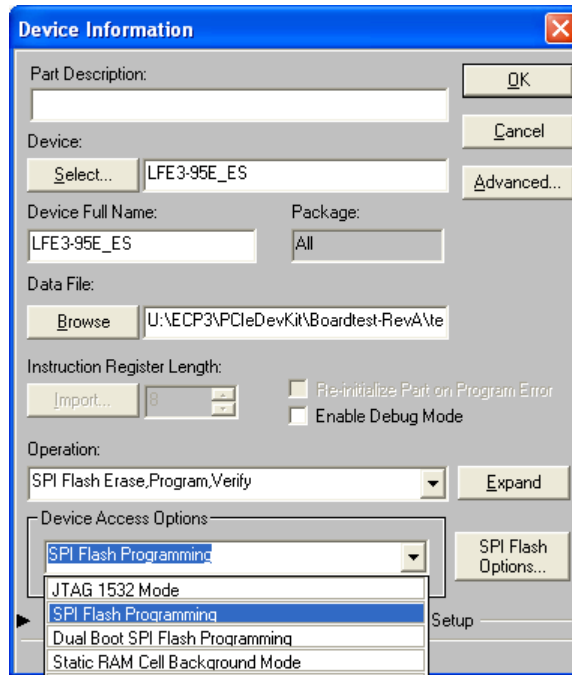 Device Information
Part Description:
OK
Device:
Cancel
Select... LFE3-95E_ES
Advanced...
Device Full Name: Package:
LFE3-95E_ES All
Data File:
Browse U:\ECP3\PCIeDevKit\Boardtest-RevA\te
Instruction Register Length:
Import... 8 Re-initialize Part on Program Error
Enable Debug Mode
Operation:
SPI Flash Erase,Program,Verify Expand
Device Access Options
SPI Flash Programming SPI Flash
Options...
JTAG 1532 Mode
SPI Flash Programming Setup
Dual Boot SPI Flash Programming
Static RAM Cell Background Mode